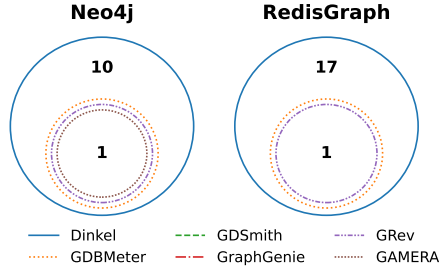 Neo4j RedisGraph
10 17
1 1
Dinkel GDSmith GRev
GDBMeter GraphGenie GAMERA